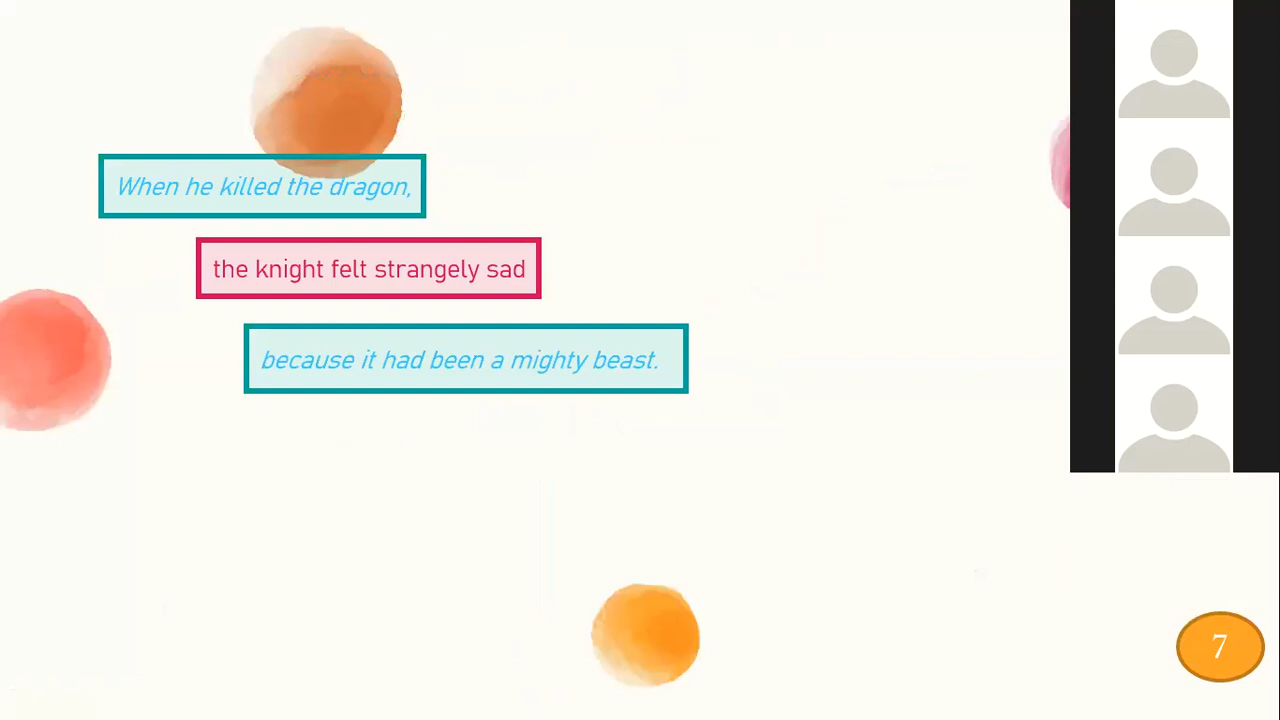 When he killed the dragon,
the knight felt strangely sad
because it had been a mighty beast.
7